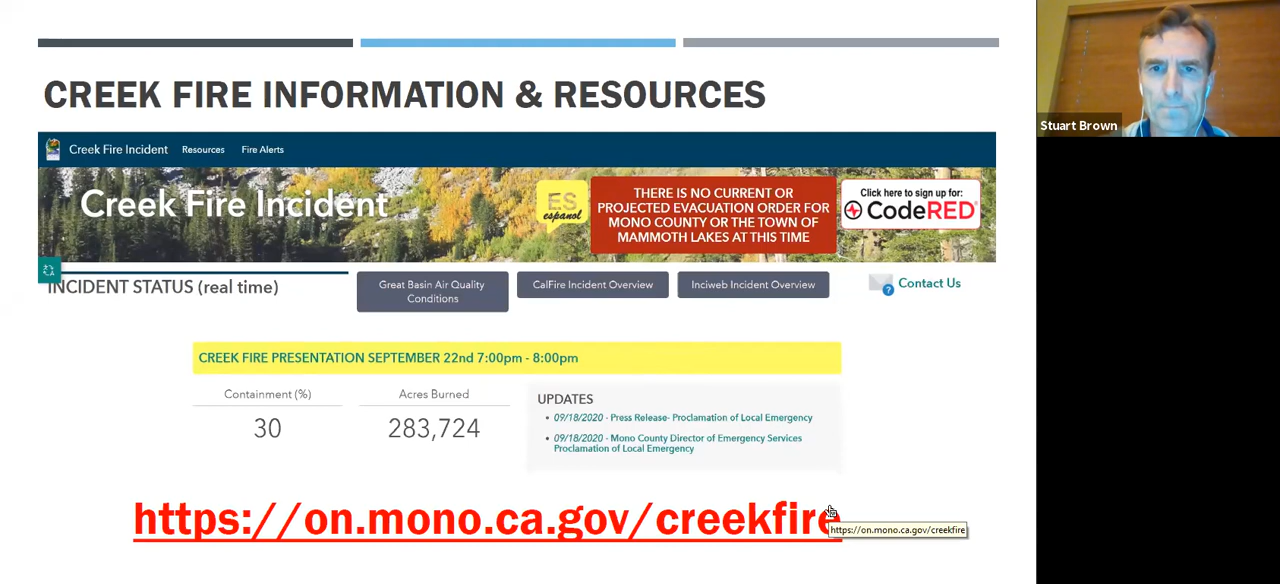 CREEK FIRE INFORMATION & RESOURCES
Creek Fire Incident Resources Fire Alerts
Creek Fire Incident
ES
espanol
THERE IS NO CURRENT OR
PROJECTED EVACUATION ORDER FOR
MONO COUNTY OR THE TOWN OF
MAMMOTH LAKES AT THIS TIME
Click here to sign up for:
CodeRED
INCIDENT STATUS (real time)
Great Basin Air Quality
Conditions
CalFire Incident Overview
Inciweb Incident Overview
Contact Us
CREEK FIRE PRESENTATION SEPTEMBER 22nd 7:00pm - 8:00pm
Containment (%)
30
Acres Burned
283,724
UPDATES
• 09/18/2020 - Press Release- Proclamation of Local Emergency
• 09/18/2020 - Mono County Director of Emergency Services
Proclamation of Local Emergency
https://on.mono.ca.gov/creekfire
https://on.mono.ca.gov/creekfire
Stuart Brown